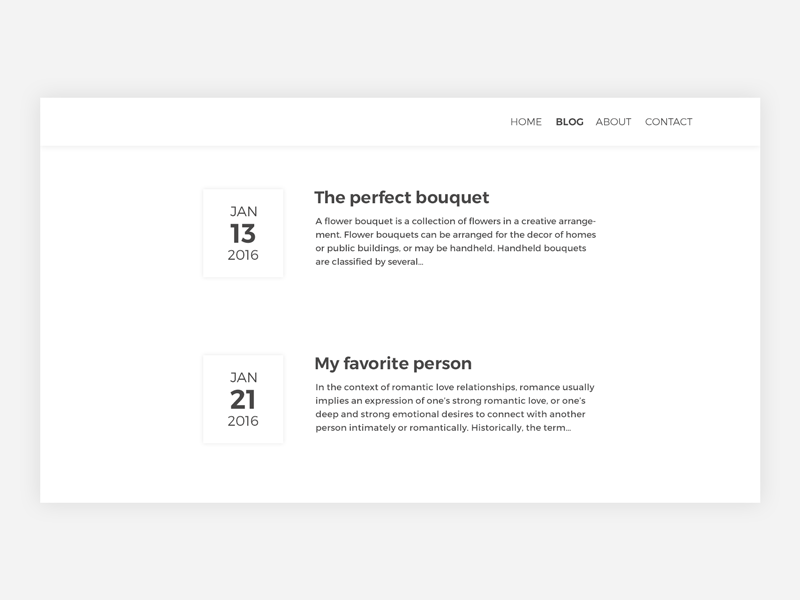 HOME BLOG ABOUT CONTACT
JAN
13
2016
The perfect bouquet
A flower bouquet is a collection of flowers in a creative arrange-
ment. Flower bouquets can be arranged for the decor of homes
or public buildings, or may be handheld. Handheld bouquets
are classified by several...
JAN
21
2016
My favorite person
In the context of romantic love relationships, romance usually
implies an expression of one's strong romantic love, or one's
deep and strong emotional desires to connect with another
person intimately or romantically. Historically, the term...